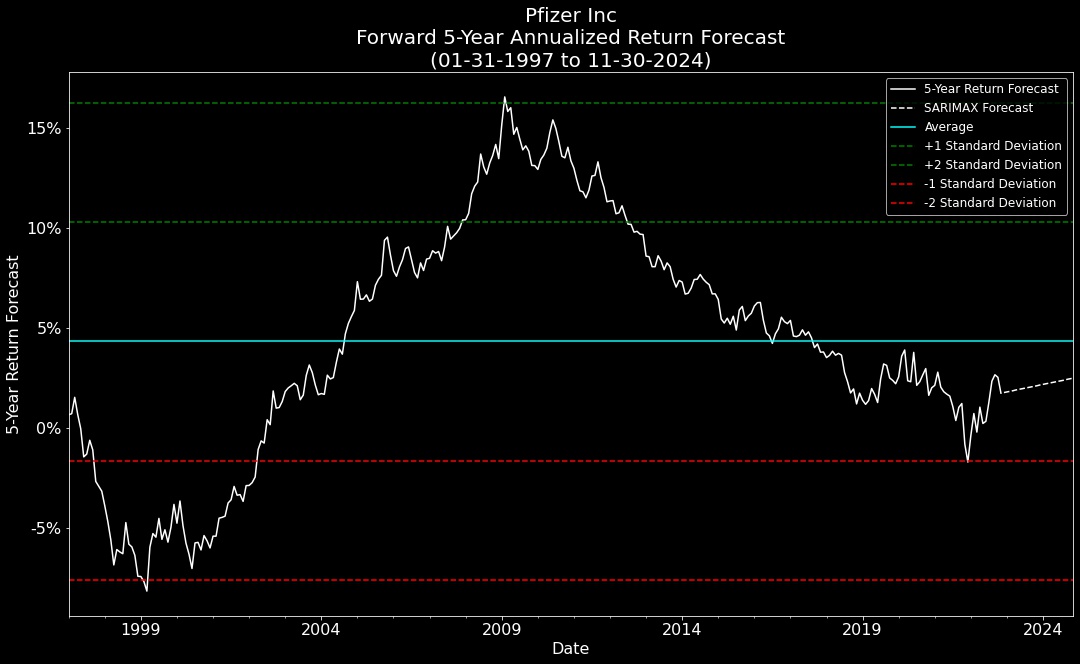 Pfizer Inc
Forward 5-Year Annualized Return Forecast
(01-31-1997 to 11-30-2024)
5-Year Return Forecast
SARIMAX Forecast
Average
+1 Standard Deviation
+2 Standard Deviation
-1 Standard Deviation
-2 Standard Deviation
15%
10%
5%
0%
-5%
5-Year Return Forecast
1999
2004
2009
2014
2019
2024
Date